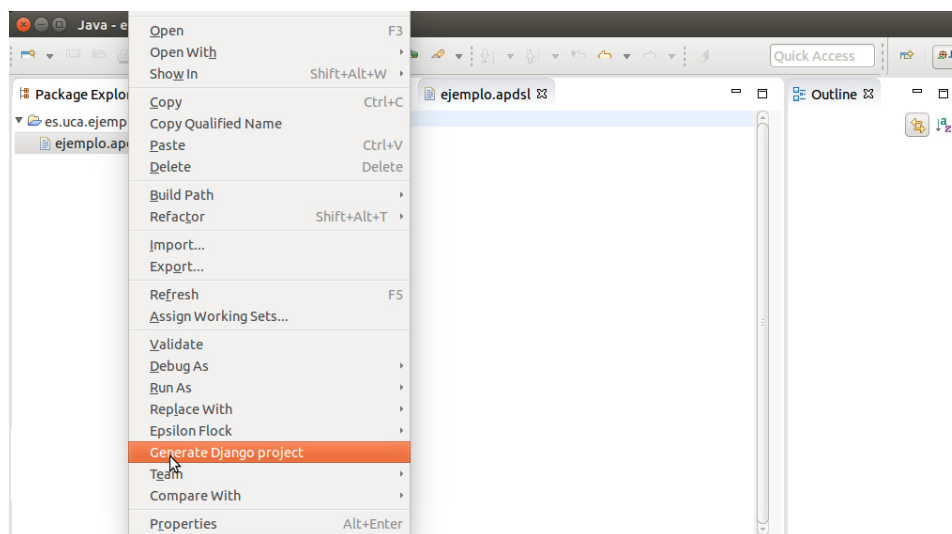 Java - e
Quick Access
Package Explo
es.uca.ejemp
ejemplo.ap
Open F3
Open With
Show In Shift+Alt+W
Copy Ctrl+C
Copy Qualified Name
Paste Ctrl+V
Delete Delete
Build Path
Refactor Shift+Alt+T
Import...
Export...
Refresh F5
Assign Working Sets...
Validate
Debug As
Run As
Replace With
Epsilon Flock
Generate Django project
Team
Compare With
Properties Alt+Enter
ejemplo.apdsl
Outline